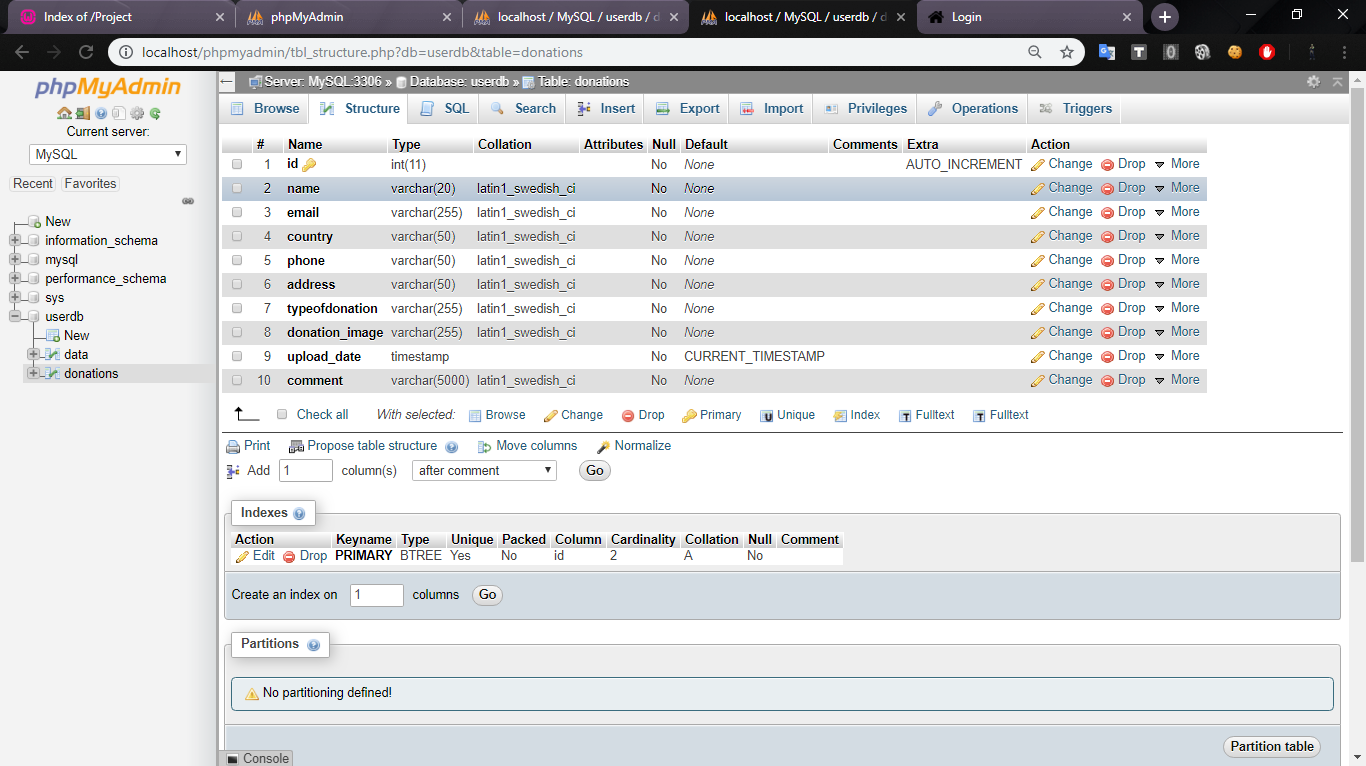 Index of /Project
phpMyAdmin
localhost / MySQL / userdb / d
localhost / MySQL / userdb / d
Login
localhost/phpmyadmin/tbl_structure.php?db=userdb&table=donations
phpMyAdmin
Current server:
MySQL
Recent Favorites
New
information_schema
mysql
performance_schema
sys
userdb
New
data
donations
Server: MySQL:3306 » Database: userdb » Table: donations
Browse Structure SQL Search Insert Export Import Privileges Operations Triggers
# Name Type Collation Attributes Null Default Comments Extra Action
1 id int(11) No None AUTO_INCREMENT Change Drop More
2 name varchar(20) latin1_swedish_ci No None Change Drop More
3 email varchar(255) latin1_swedish_ci No None Change Drop More
4 country varchar(50) latin1_swedish_ci No None Change Drop More
5 phone varchar(50) latin1_swedish_ci No None Change Drop More
6 address varchar(50) latin1_swedish_ci No None Change Drop More
7 typeofdonation varchar(255) latin1_swedish_ci No None Change Drop More
8 donation_image varchar(255) latin1_swedish_ci No None Change Drop More
9 upload_date timestamp No CURRENT_TIMESTAMP Change Drop More
10 comment varchar(5000) latin1_swedish_ci No None Change Drop More
Check all With selected: Browse Change Drop Primary Unique Index Fulltext Fulltext
Print Propose table structure Move columns Normalize
Add 1 column(s) after comment Go
Indexes
Action Keyname Type Unique Packed Column Cardinality Collation Null Comment
Edit Drop PRIMARY BTREE Yes No id 2 A No
Create an index on 1 columns Go
Partitions
No partitioning defined!
Partition table
Console